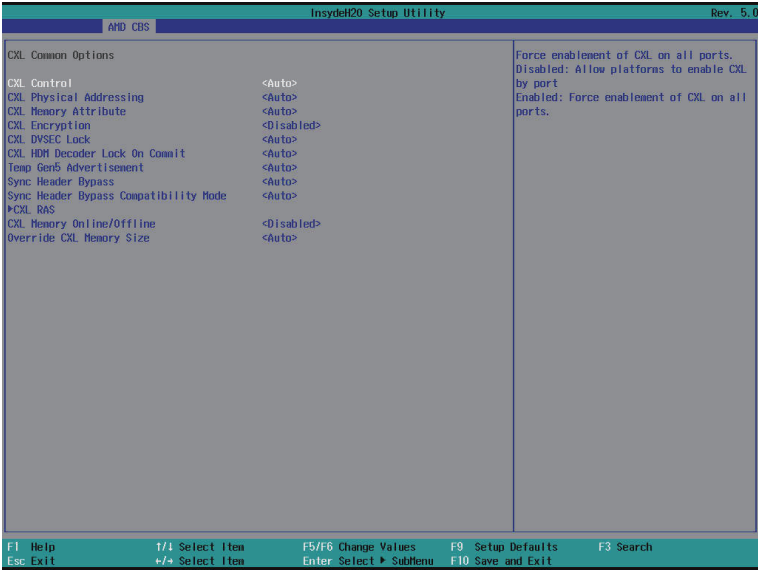 InsydeH20 Setup Utility Rev. 5.0
AMD CBS
CXL Common Options
CXL Control <Auto>
CXL Physical Addressing <Auto>
CXL Memory Attribute <Auto>
CXL Encryption <Disabled>
CXL DVSEC Lock <Auto>
CXL HDM Decoder Lock On Commit <Auto>
Temp Gen5 Advertisement <Auto>
Sync Header Bypass <Auto>
Sync Header Bypass Compatibility Mode <Auto>
▶CXL RAS
CXL Memory Online/Offline <Disabled>
Override CXL Memory Size <Auto>
Force enablement of CXL on all ports.
Disabled: Allow platforms to enable CXL
by port
Enabled: Force enablement of CXL on all
ports.
F1 Help ↑/↓ Select Item F5/F6 Change Values F9 Setup Defaults F3 Search
Esc Exit ←/→ Select Item Enter Select ▶ SubMenu F10 Save and Exit